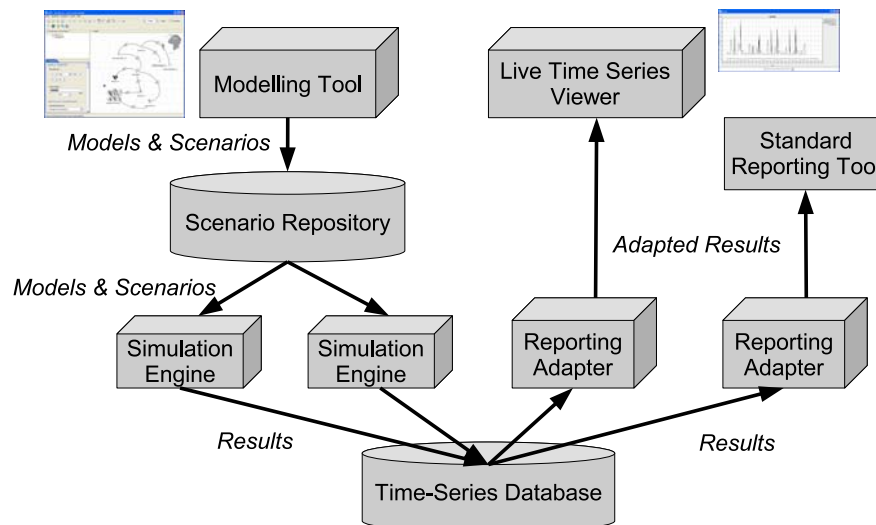 Modelling Tool
Live Time Series
Viewer
Models & Scenarios
Standard
Reporting Tool
Scenario Repository
Adapted Results
Models & Scenarios
Simulation
Engine
Simulation
Engine
Reporting
Adapter
Reporting
Adapter
Results
Results
Time-Series Database